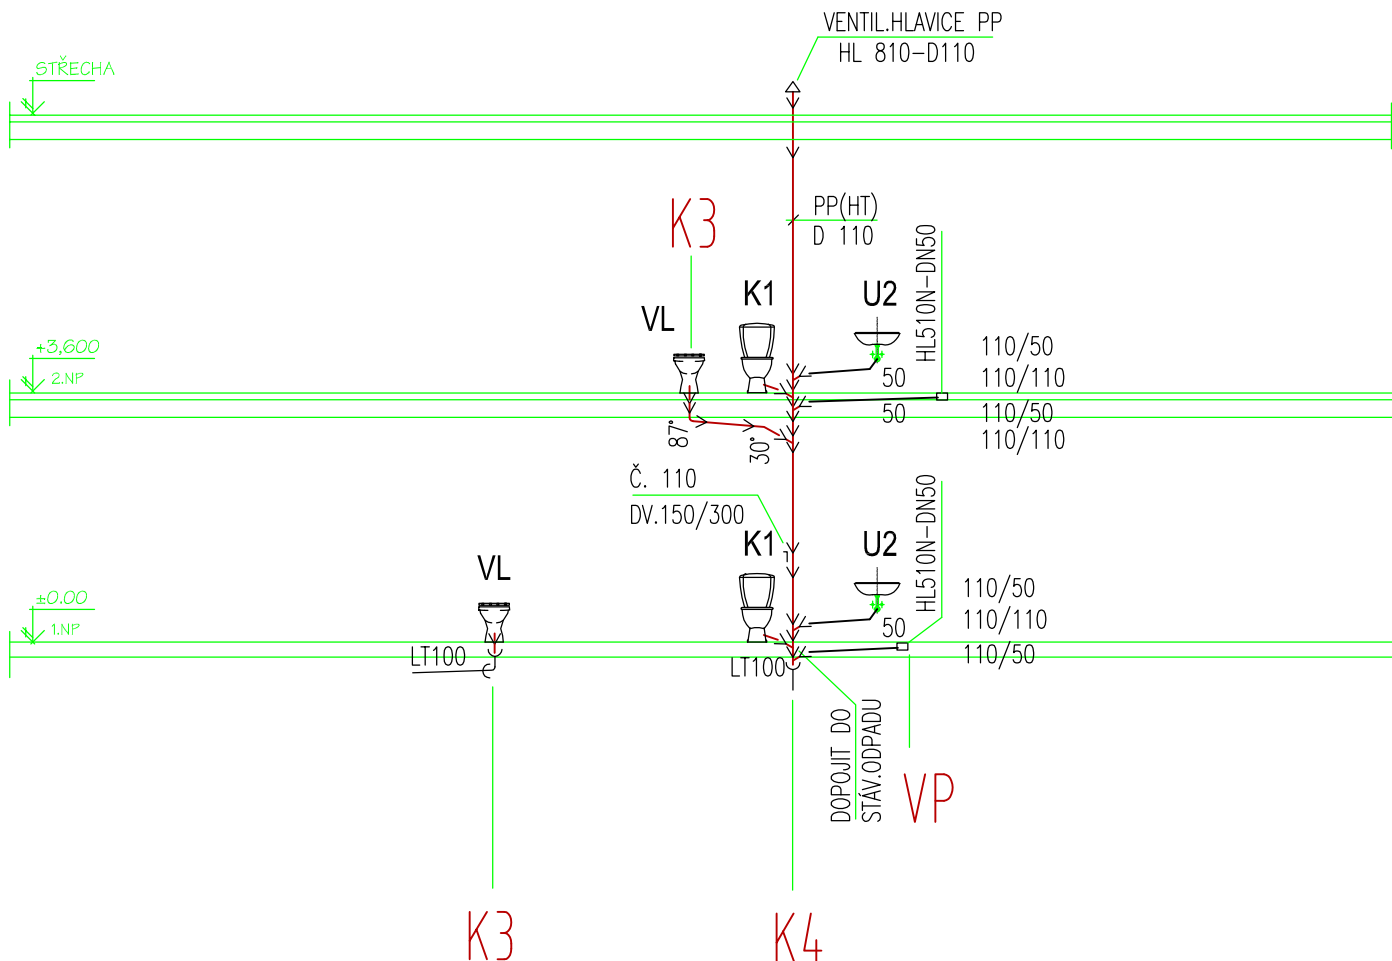 VENTIL.HLAVICE PP
HL 810-D110
STŘECHA
K3
PP(HT)
D 110
HL510N-DN50
VL
K1
U2
+3,600
2.NP
50
110/50
110/110
50
110/50
110/110
87°
30°
Č. 110
DV.150/300
HL510N-DN50
VL
K1
U2
±0.00
1.NP
50
110/50
110/110
110/50
LT100
LT100
DOPOJIT DO
STÁV.ODPADU
VP
K3
K4